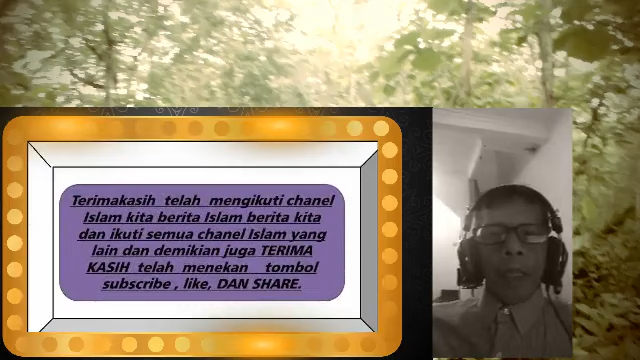 Terimakasih telah mengikuti chanel
Islam kita berita Islam berita kita
dan ikuti semua chanel Islam yang
lain dan demikian juga TERIMA
KASIH telah menekan tombol
subscribe , like, DAN SHARE.